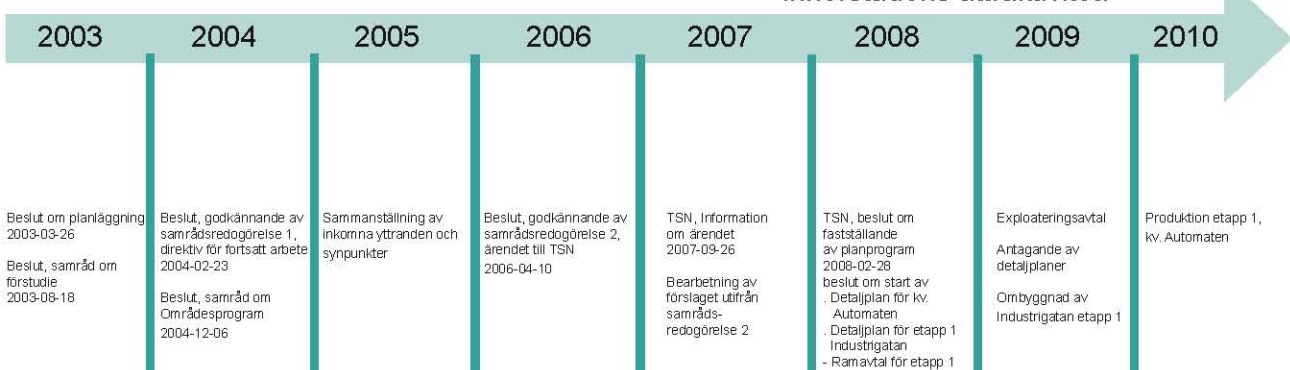 2003
2004
2005
2006
2007
2008
2009
2010
Beslut om planläggning
2003-03-26
Beslut, samråd om
förstudie
2003-08-18
Beslut, godkännande av
samrådsredogörelse 1,
direktiv för fortsatt arbete
2004-02-23
Beslut, samråd om
Områdesprogram
2004-12-06
Sammanställning av
inkomna yttranden och
synpunkter
Beslut, godkännande av
samrådsredogörelse 2,
ärendet till TSN
2006-04-10
TSN, Information
om ärendet
2007-09-26
Bearbetning av
förslaget utifrån
samråds-
redogörelse 2
TSN, beslut om
fastställande
av planprogram
2008-02-28
beslut om start av
. Detaljplan för kv.
Automaten
. Detaljplan för etapp 1
Industrigatan
- Ramavtal för etapp 1
Exploateringsavtal
Antagande av
detaljplaner
Ombyggnad av
Industrigatan etapp 1
Produktion etapp 1,
kv. Automaten